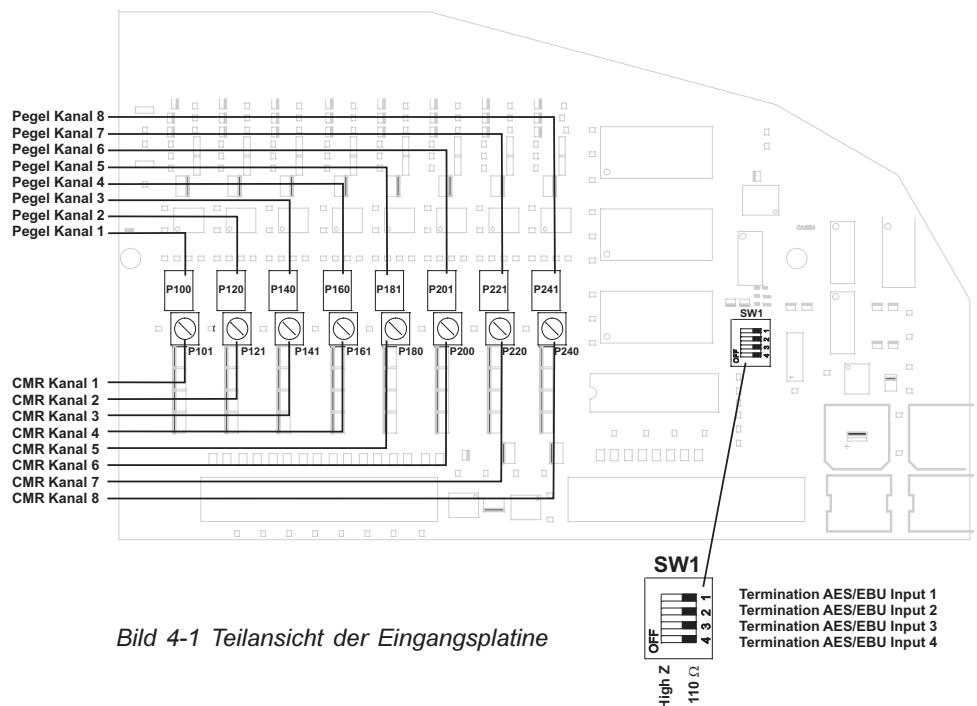 Pegel Kanal 8
Pegel Kanal 7
Pegel Kanal 6
Pegel Kanal 5
Pegel Kanal 4
Pegel Kanal 3
Pegel Kanal 2
Pegel Kanal 1
P100 P120 P140 P160 P181 P201 P221 P241
P101 P121 P141 P161 P180 P200 P220 P240
SW1
OFF
1 2 3 4
CMR Kanal 1
CMR Kanal 2
CMR Kanal 3
CMR Kanal 4
CMR Kanal 5
CMR Kanal 6
CMR Kanal 7
CMR Kanal 8
SW1
OFF
1 2 3 4
High Z
110 Ω
Termination AES/EBU Input 1
Termination AES/EBU Input 2
Termination AES/EBU Input 3
Termination AES/EBU Input 4
Bild 4-1 Teilansicht der Eingangsplatine